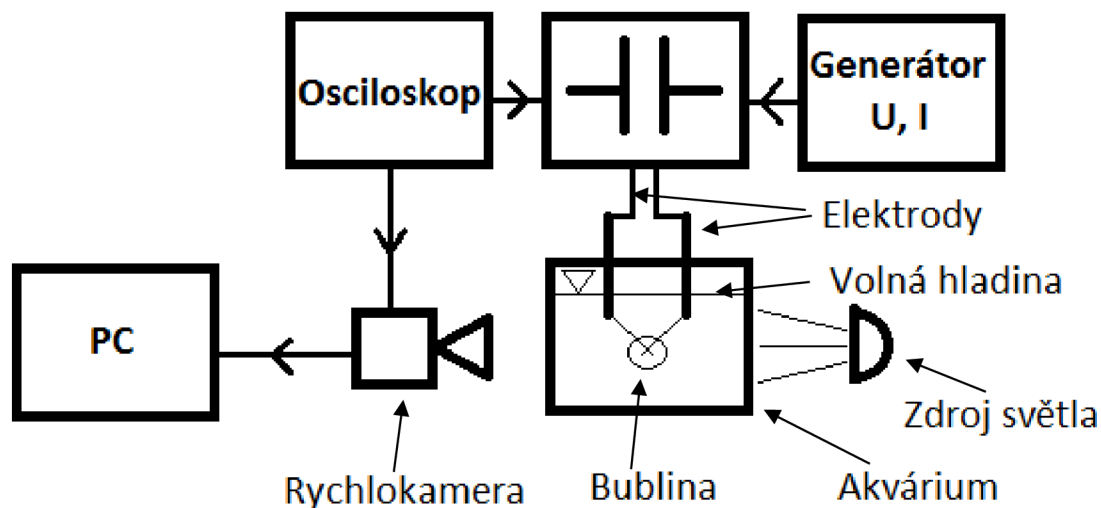 Osciloskop
Generátor
U, I
Elektrody
Volná hladina
PC
Zdroj světla
Rychlokamera
Bublina
Akvárium